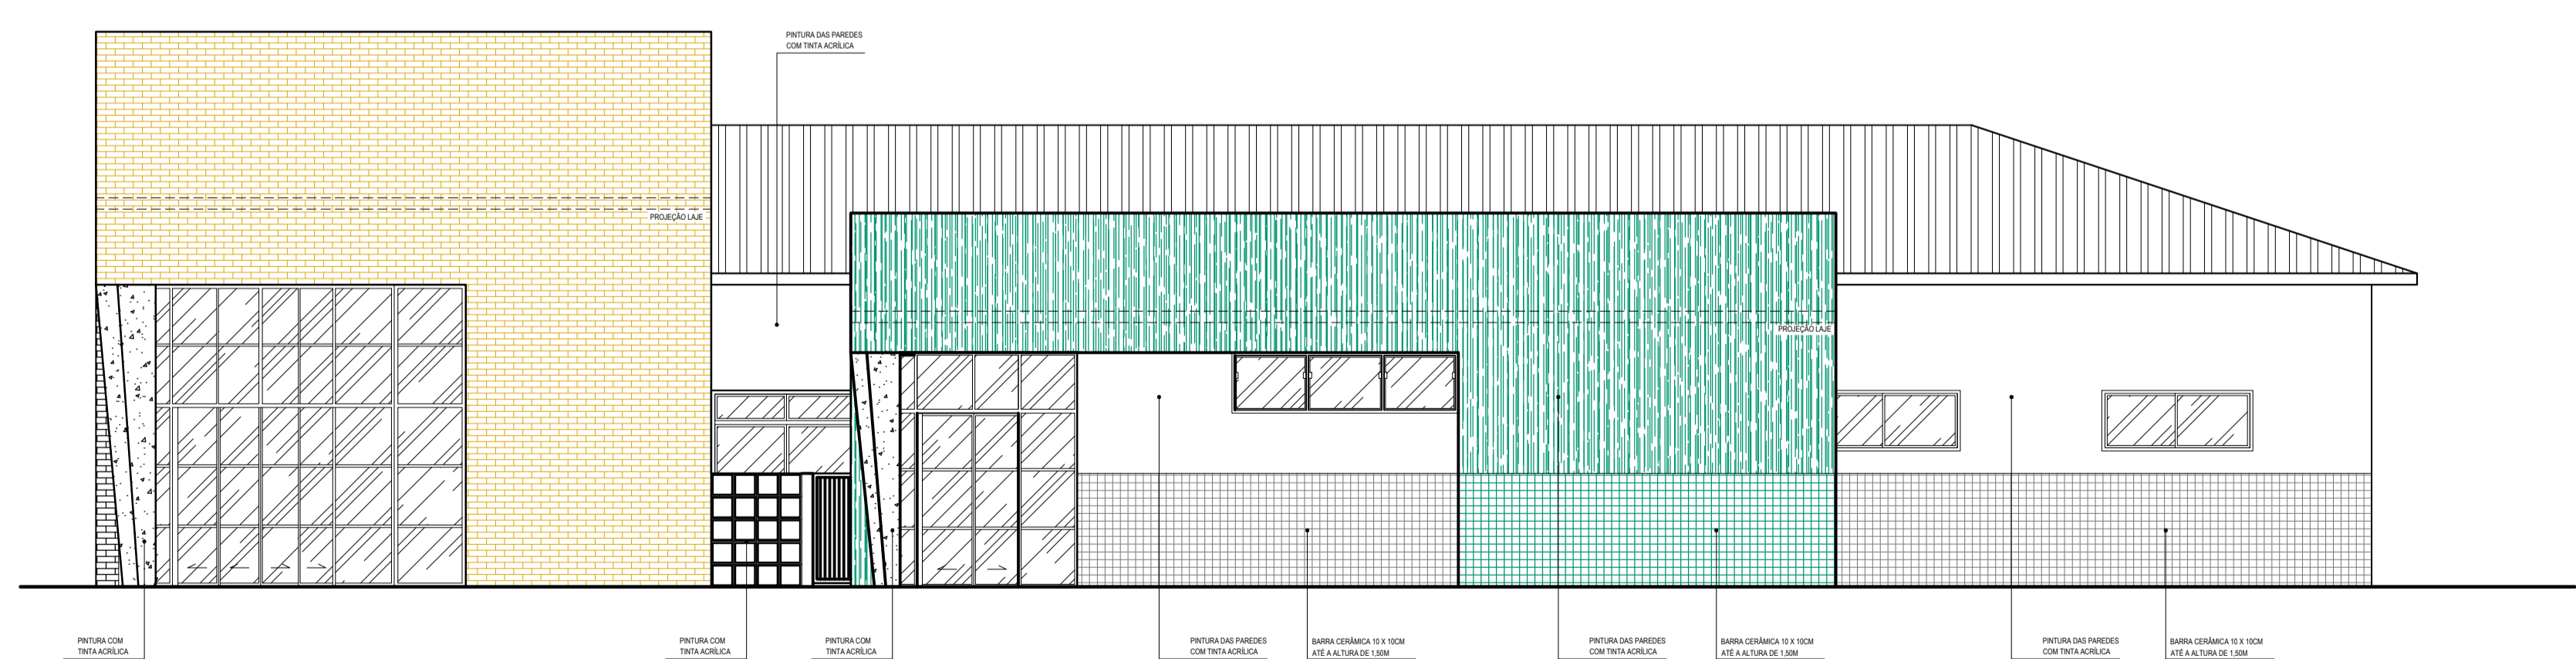 PINTURA DAS PAREDES
COM TINTA ACRÍLICA
PROJEÇÃO LAJE
PROJEÇÃO LAJE
PINTURA COM
TINTA ACRÍLICA
PINTURA COM
TINTA ACRÍLICA
PINTURA COM
TINTA ACRÍLICA
PINTURA DAS PAREDES
COM TINTA ACRÍLICA
BARRA CERÂMICA 10 X 10CM
ATÉ A ALTURA DE 1,50M
PINTURA DAS PAREDES
COM TINTA ACRÍLICA
BARRA CERÂMICA 10 X 10CM
ATÉ A ALTURA DE 1,50M
PINTURA DAS PAREDES
COM TINTA ACRÍLICA
BARRA CERÂMICA 10 X 10CM
ATÉ A ALTURA DE 1,50M